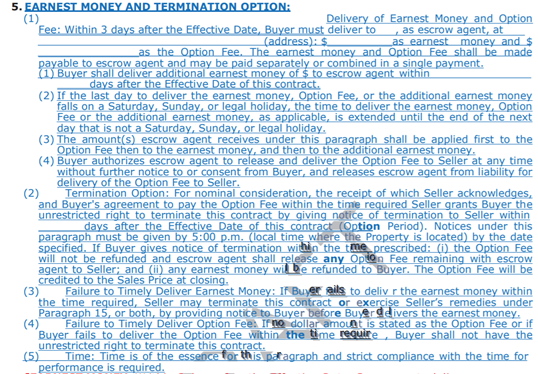 5. EARNEST MONEY AND TERMINATION OPTION:
(1) Delivery of Earnest Money and Option
Fee: Within 3 days after the Effective Date, Buyer must deliver to , as escrow agent, at
(address): $ as earnest money and $
as the Option Fee. The earnest money and Option Fee shall be made
payable to escrow agent and may be paid separately or combined in a single payment.
(1) Buyer shall deliver additional earnest money of $ to escrow agent within
days after the Effective Date of this contract.
(2) If the last day to deliver the earnest money, Option Fee, or the additional earnest money
falls on a Saturday, Sunday, or legal holiday, the time to deliver the earnest money, Option
Fee or the additional earnest money, as applicable, is extended until the end of the next
day that is not a Saturday, Sunday, or legal holiday.
(3) The amount(s) escrow agent receives under this paragraph shall be applied first to the
Option Fee then to the earnest money, and then to the additional earnest money.
(4) Buyer authorizes escrow agent to release and deliver the Option Fee to Seller at any time
without further notice to or consent from Buyer, and releases escrow agent from liability for
delivery of the Option Fee to Seller.
(2) Termination Option: For nominal consideration, the receipt of which Seller acknowledges,
and Buyer's agreement to pay the Option Fee within the time required Seller grants Buyer the
unrestricted right to terminate this contract by giving notice of termination to Seller within
days after the Effective Date of this contract (Option Period). Notices under this
paragraph must be given by 5:00 p.m. (local time where the Property is located) by the date
specified. If Buyer gives notice of termination within the time prescribed: (i) the Option Fee
will not be refunded and escrow agent shall release any Option Fee remaining with escrow
agent to Seller; and (ii) any earnest money will be refunded to Buyer. The Option Fee will be
credited to the Sales Price at closing.
(3) Failure to Timely Deliver Earnest Money: If Buyer fails to deliver the earnest money within
the time required, Seller may terminate this contract or exercise Seller's remedies under
Paragraph 15, or both, by providing notice to Buyer before Buyer delivers the earnest money.
(4) Failure to Timely Deliver Option Fee: If no dollar amount is stated as the Option Fee or if
Buyer fails to deliver the Option Fee within the time required, Buyer shall not have the
unrestricted right to terminate this contract.
(5) Time: Time is of the essence for this paragraph and strict compliance with the time for
performance is required.